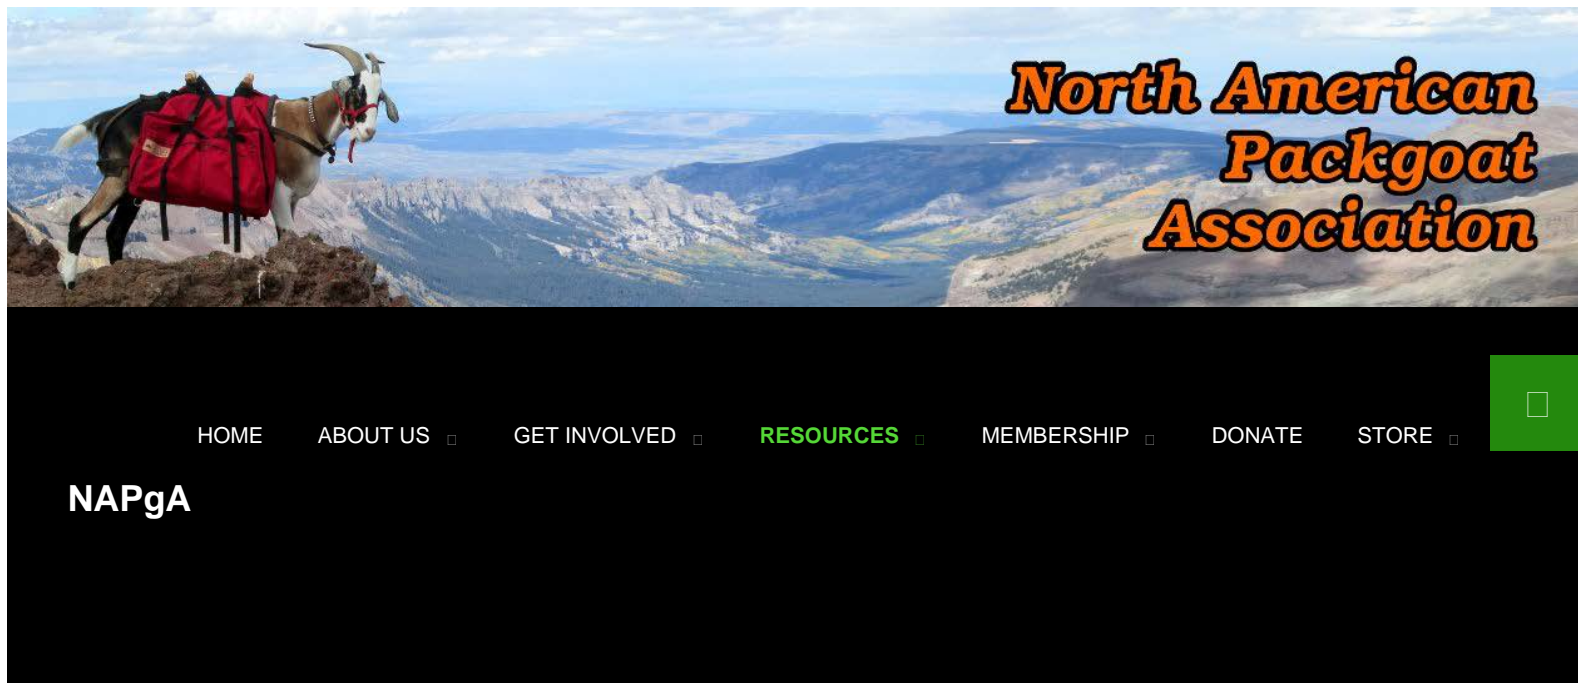 North American
Packgoat
Association
HOME ABOUT US GET INVOLVED RESOURCES MEMBERSHIP DONATE STORE
NAPgA